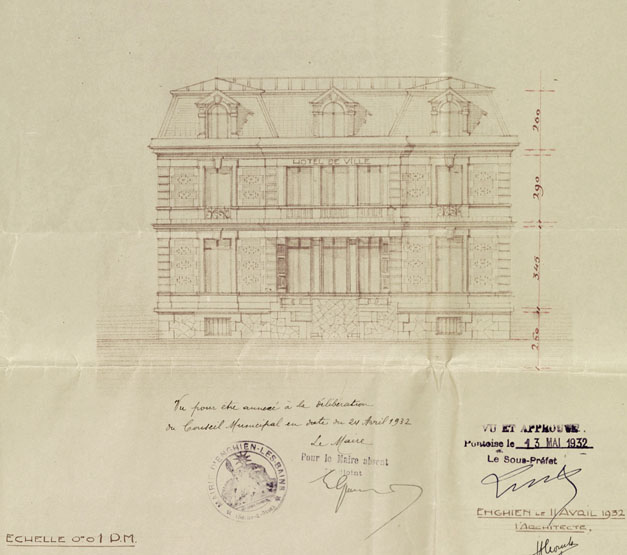 HOTEL DE VILLE
200
290
345
250
Vu pour être annexé à la délibération
du Conseil Municipal en date du 24 Avril 1932
Le Maire
Pour le Maire absent
MAIRIE D'ENGHIEN-LES-BAINS
VU ET APPROUVÉ.
Pontoise le 13 MAI 1932
Le Sous-Préfet
ENGHIEN LE 11 AVRIL 1932
L'ARCHITECTE.
ECHELLE 0.01 P.M.